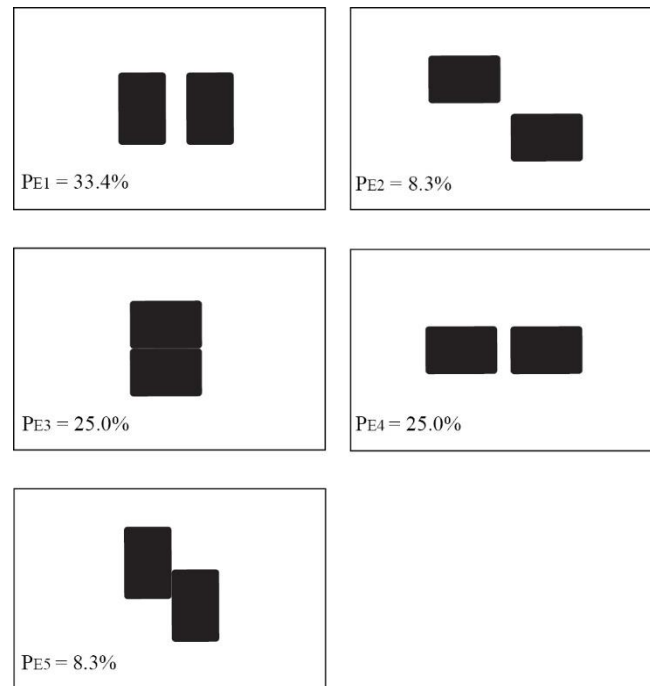 PE1 = 33.4%
PE2 = 8.3%
PE3 = 25.0%
PE4 = 25.0%
PE5 = 8.3%